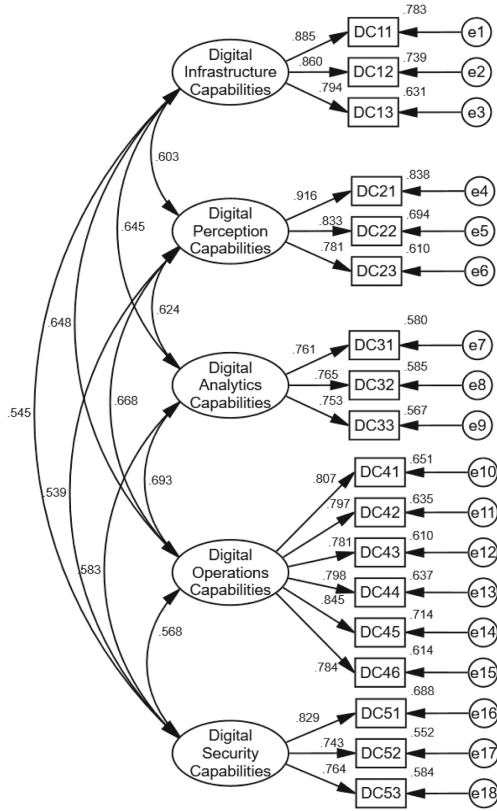 .885
.783
DC11
e1
Digital
Infrastructure
Capabilities
.860
.739
DC12
e2
.794
.631
DC13
e3
.603
.916
.838
DC21
e4
Digital
Perception
Capabilities
.833
.694
DC22
e5
.781
.610
DC23
e6
.645
.624
.648
.761
.580
DC31
e7
Digital
Analytics
Capabilities
.765
.585
DC32
e8
.753
.567
DC33
e9
.668
.545
.693
.539
.583
.807
.651
DC41
e10
.797
.635
DC42
e11
Digital
Operations
Capabilities
.781
.610
DC43
e12
.798
.637
DC44
e13
.845
.714
DC45
e14
.784
.614
DC46
e15
.568
.829
.688
DC51
e16
Digital
Security
Capabilities
.743
.552
DC52
e17
.764
.584
DC53
e18